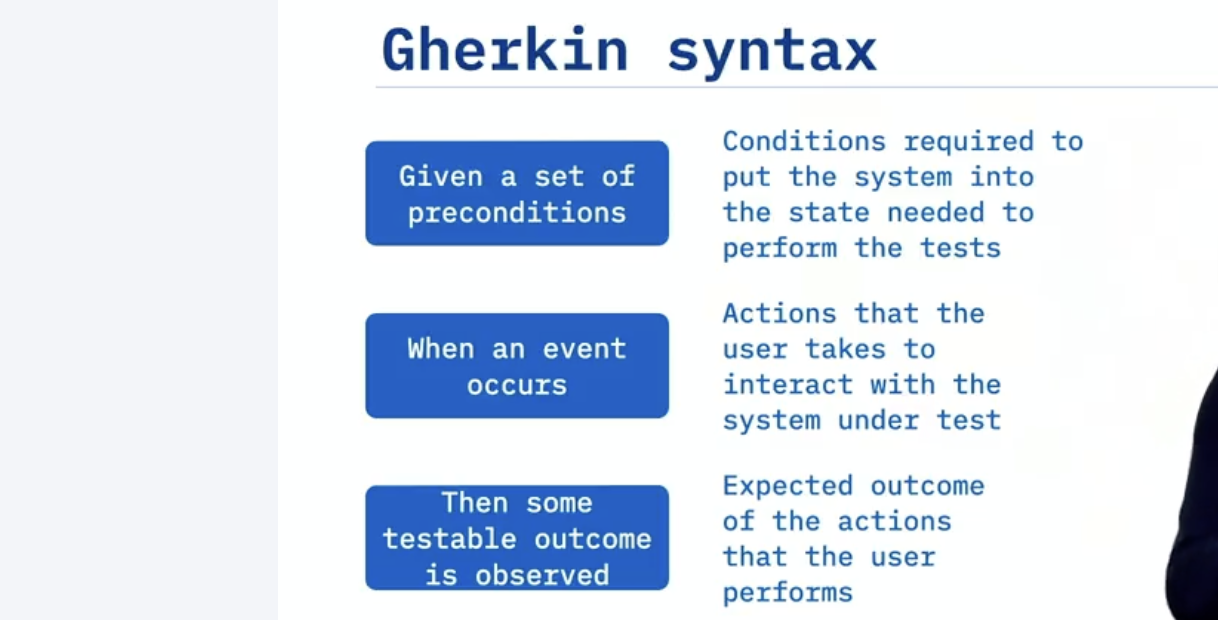 Gherkin syntax
Given a set of
preconditions
Conditions required to
put the system into
the state needed to
perform the tests
When an event
occurs
Actions that the
user takes to
interact with the
system under test
Then some
testable outcome
is observed
Expected outcome
of the actions
that the user
performs